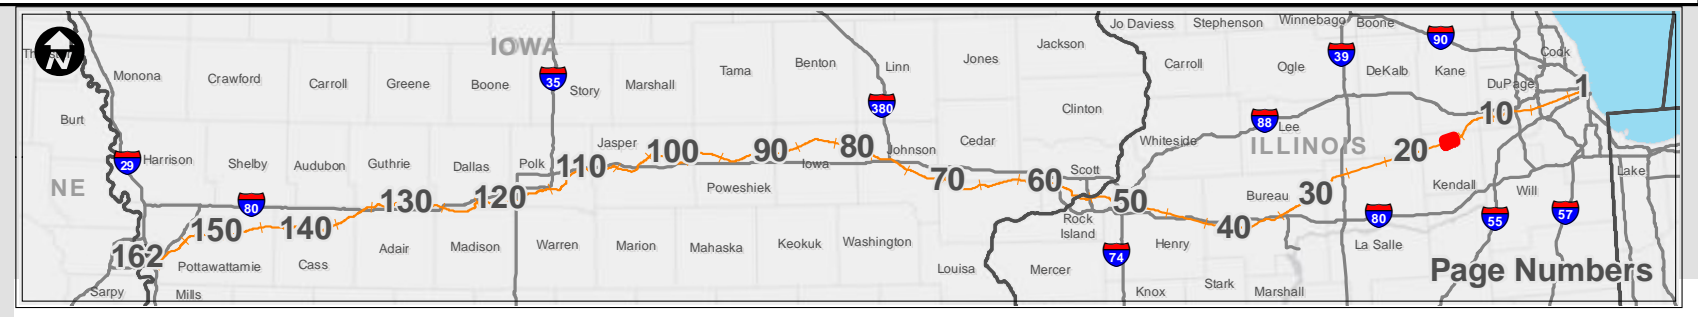 Jo Daviess Stephenson Winnebago Boone
IOWA Jackson 90 Cook
N 39
Monona Crawford Carroll Greene Boone 35 Story Marshall Tama Benton Linn Jones Carroll Ogle DeKalb Kane DuPage 1
Burt 380 Clinton 88 Lee 10
Harrison Shelby Audubon Guthrie Dallas Polk Jasper 100 90 80 Johnson Cedar Whiteside ILLINOIS 20
29 110 Iowa Scott Lake
NE 80 130 120 Poweshiek 70 60 50 Bureau 30 Kendall Will
162 150 140 Adair Madison Warren Marion Mahaska Keokuk Washington Rock
Island Henry 40 La Salle 80 55 57
Pottawattamie Cass Louisa Mercer 74 Stark Page Numbers
Sarpy Mills Knox Marshall